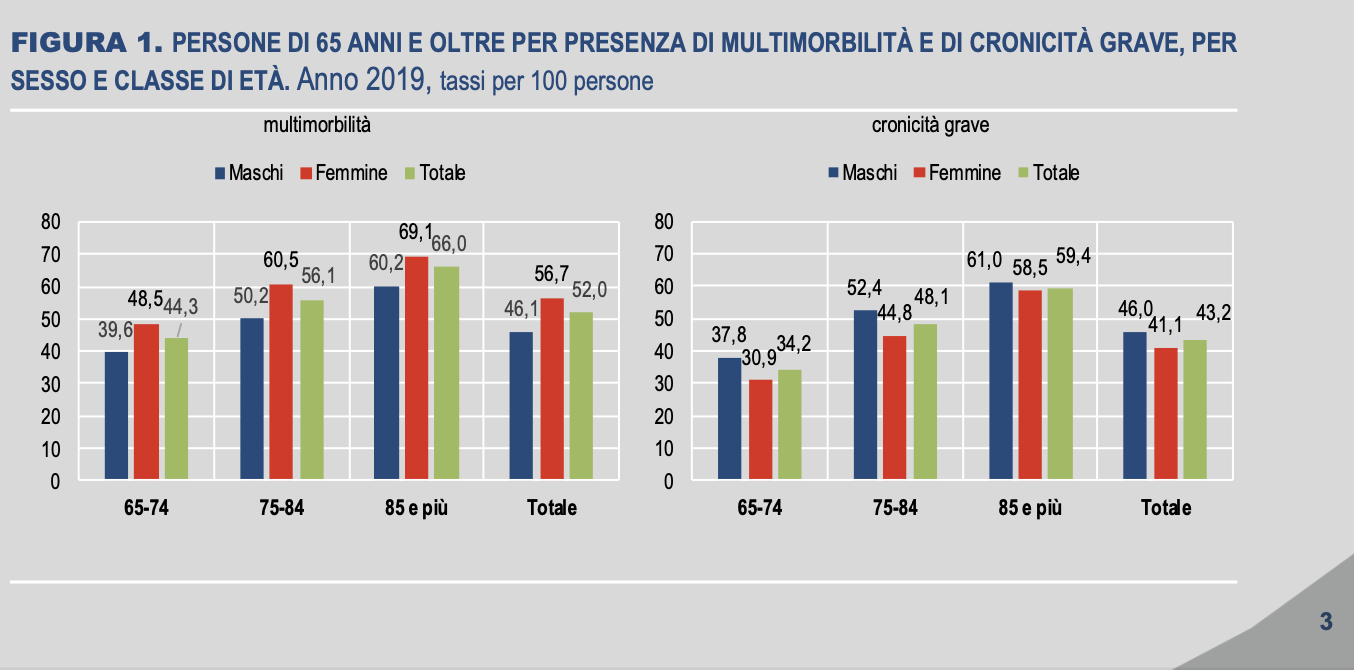 FIGURA 1. PERSONE DI 65 ANNI E OLTRE PER PRESENZA DI MULTIMORBILITÀ E DI CRONICITÀ GRAVE, PER
SESSO E CLASSE DI ETÀ. Anno 2019, tassi per 100 persone
multimorbilità
Maschi Femmine Totale
80
70
60
50
40
30
20
10
0
39,6 48,5 44,3
50,2 60,5 56,1
60,2 69,1 66,0
46,1 56,7 52,0
65-74 75-84 85 e più Totale
cronicità grave
Maschi Femmine Totale
80
70
60
50
40
30
20
10
0
37,8 30,9 34,2
52,4 44,8 48,1
61,0 58,5 59,4
46,0 41,1 43,2
65-74 75-84 85 e più Totale
3